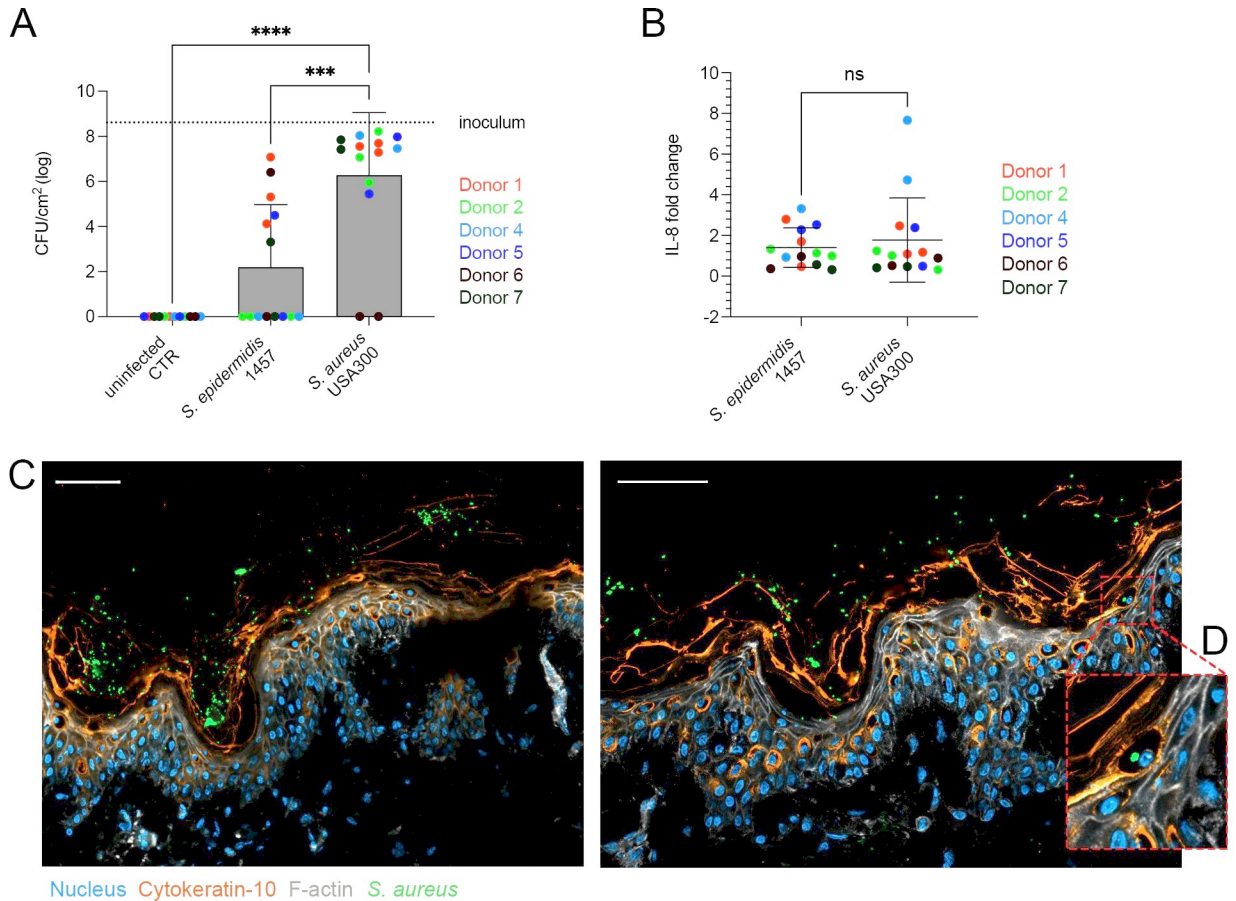 A
****
***
10
8
6
4
2
0
CFU/cm² (log)
inoculum
Donor 1
Donor 2
Donor 4
Donor 5
Donor 6
Donor 7
uninfected
CTR
S. epidermidis
1457
S. aureus
USA300
B
ns
10
8
6
4
2
0
-2
IL-8 fold change
Donor 1
Donor 2
Donor 4
Donor 5
Donor 6
Donor 7
S. epidermidis
1457
S. aureus
USA300
C
D
Nucleus Cytokeratin-10 F-actin S. aureus